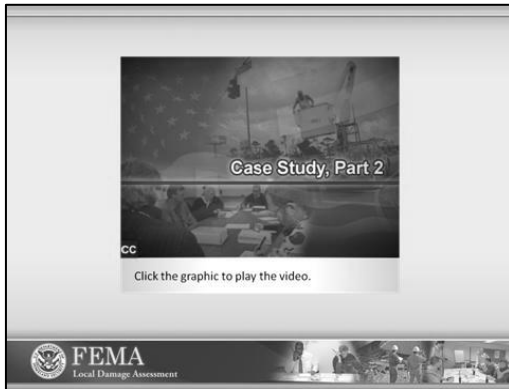 Case Study, Part 2
CC
Click the graphic to play the video.
FEMA
Local Damage Assessment